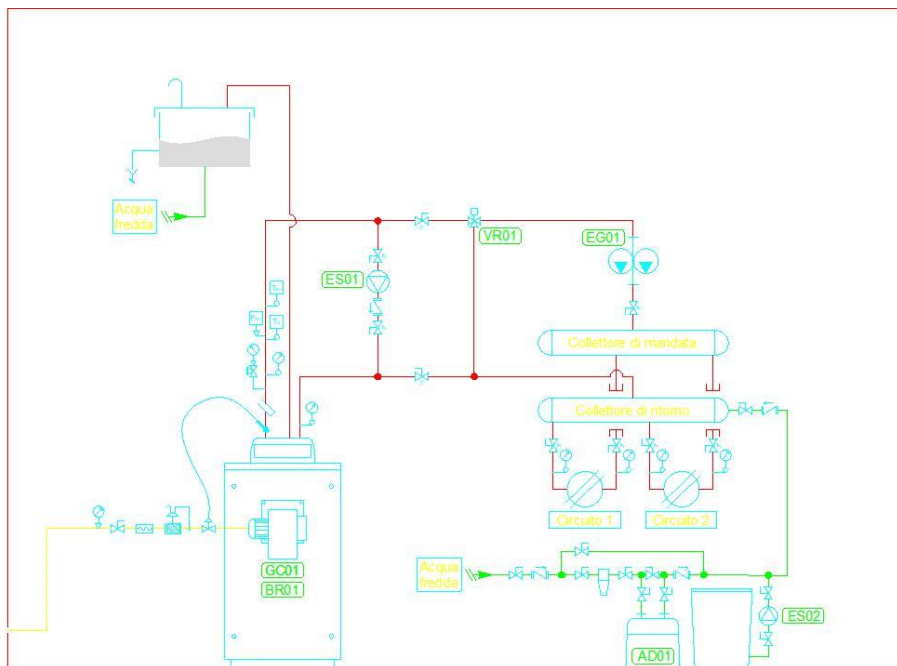 Acqua
fredda
VR01
EG01
ES01
Collettore di mandata
Collettore di ritorno
Circuito 1
Circuito 2
GC01
BR01
Acqua
fredda
ES02
AD01